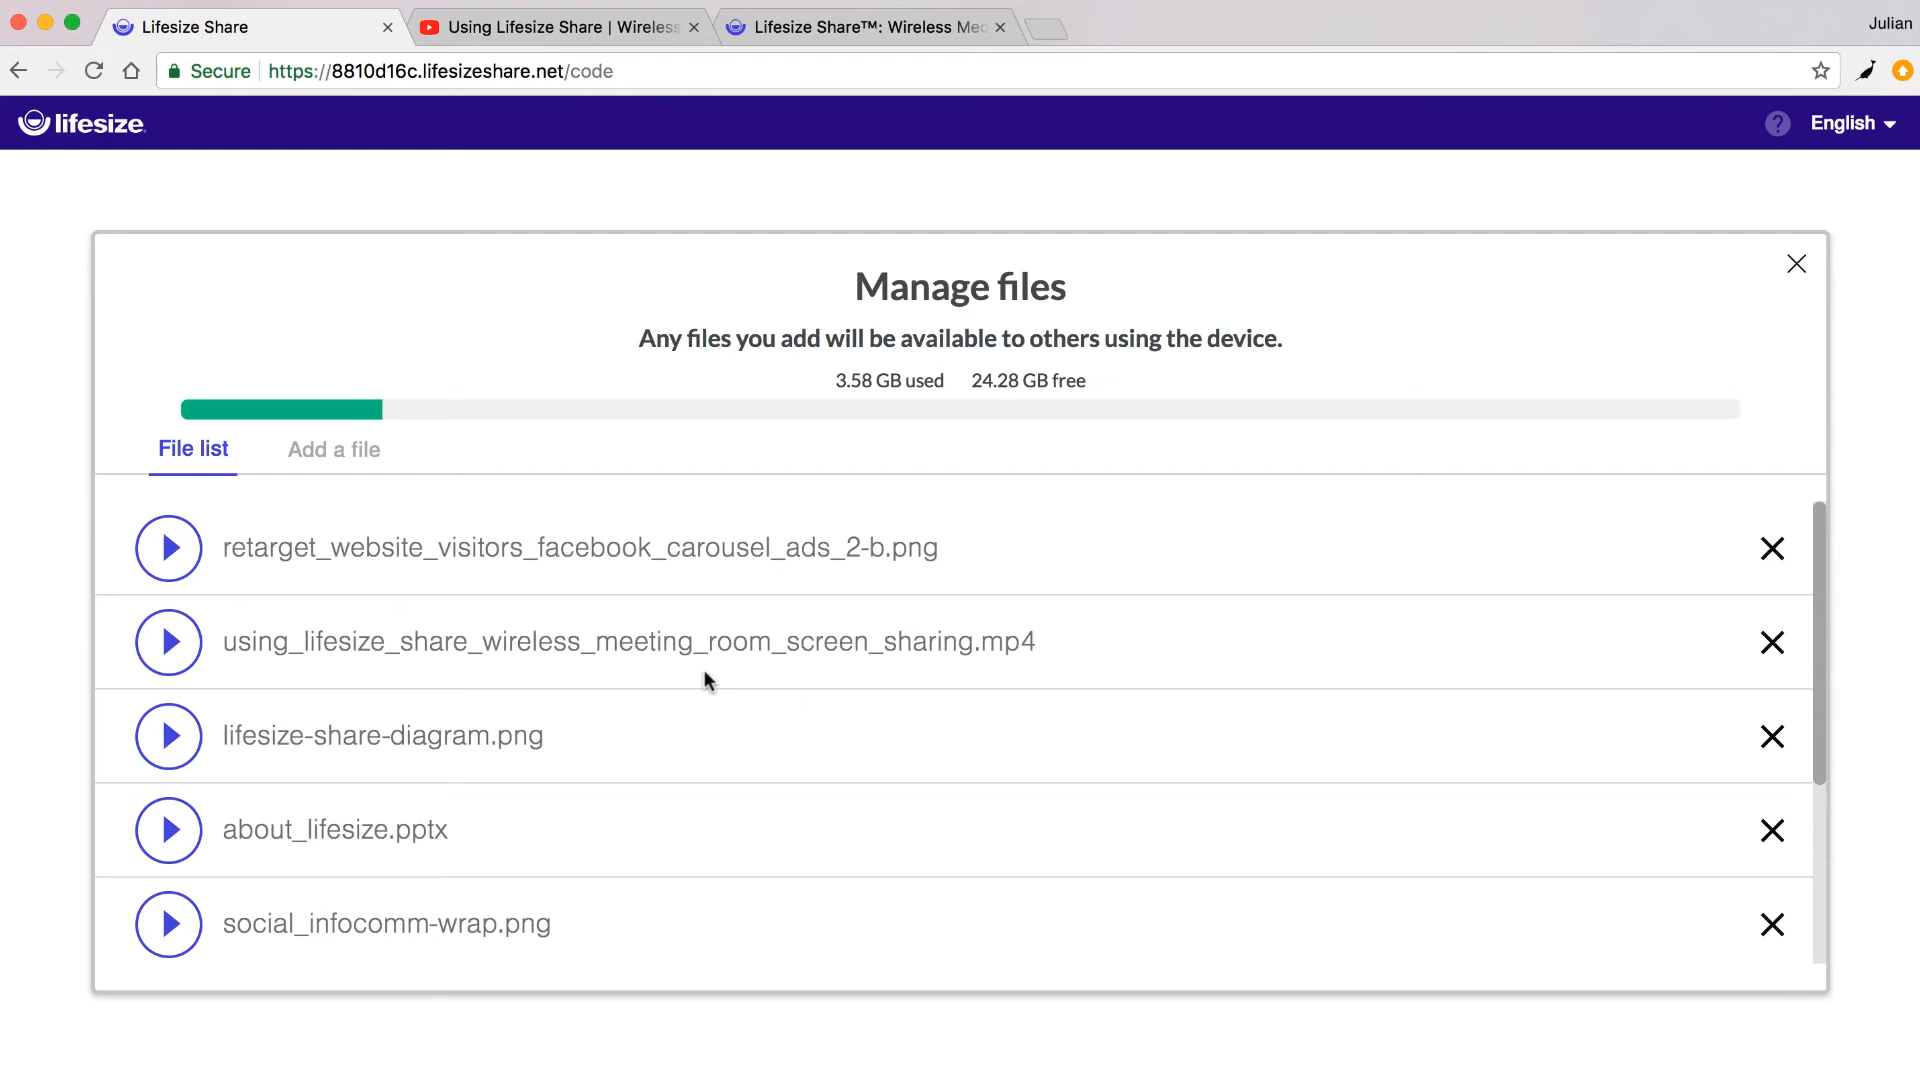 Lifesize Share
Using Lifesize Share | Wireless
Lifesize Share™: Wireless Med
Julian
Secure
https://8810d16c.lifesizeshare.net/code
lifesize
?
English
Manage files
Any files you add will be available to others using the device.
3.58 GB used 24.28 GB free
File list Add a file
retarget_website_visitors_facebook_carousel_ads_2-b.png
using_lifesize_share_wireless_meeting_room_screen_sharing.mp4
lifesize-share-diagram.png
about_lifesize.pptx
social_infocomm-wrap.png